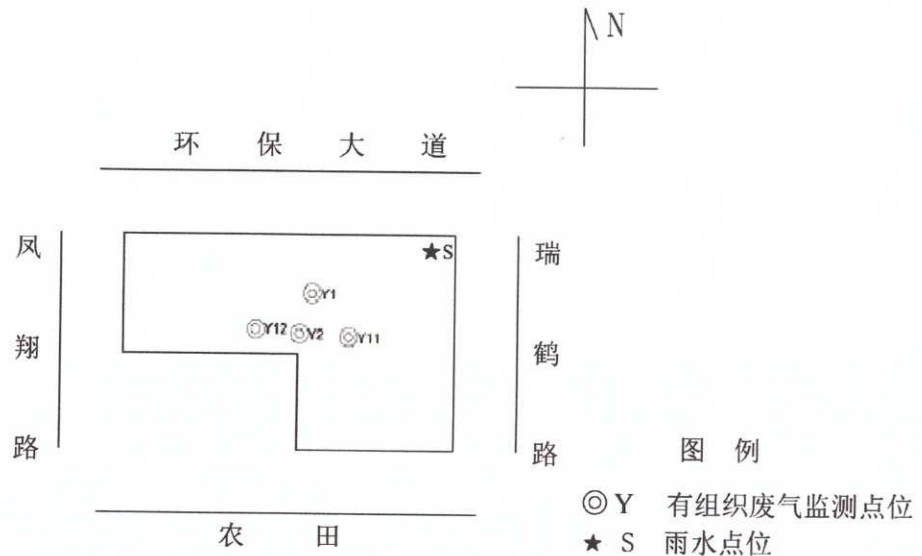 N
环保大道
凤翔路
瑞鹤路
S
Y1
Y12
Y2
Y11
农田
图例
Y 有组织废气监测点位
★ S 雨水点位